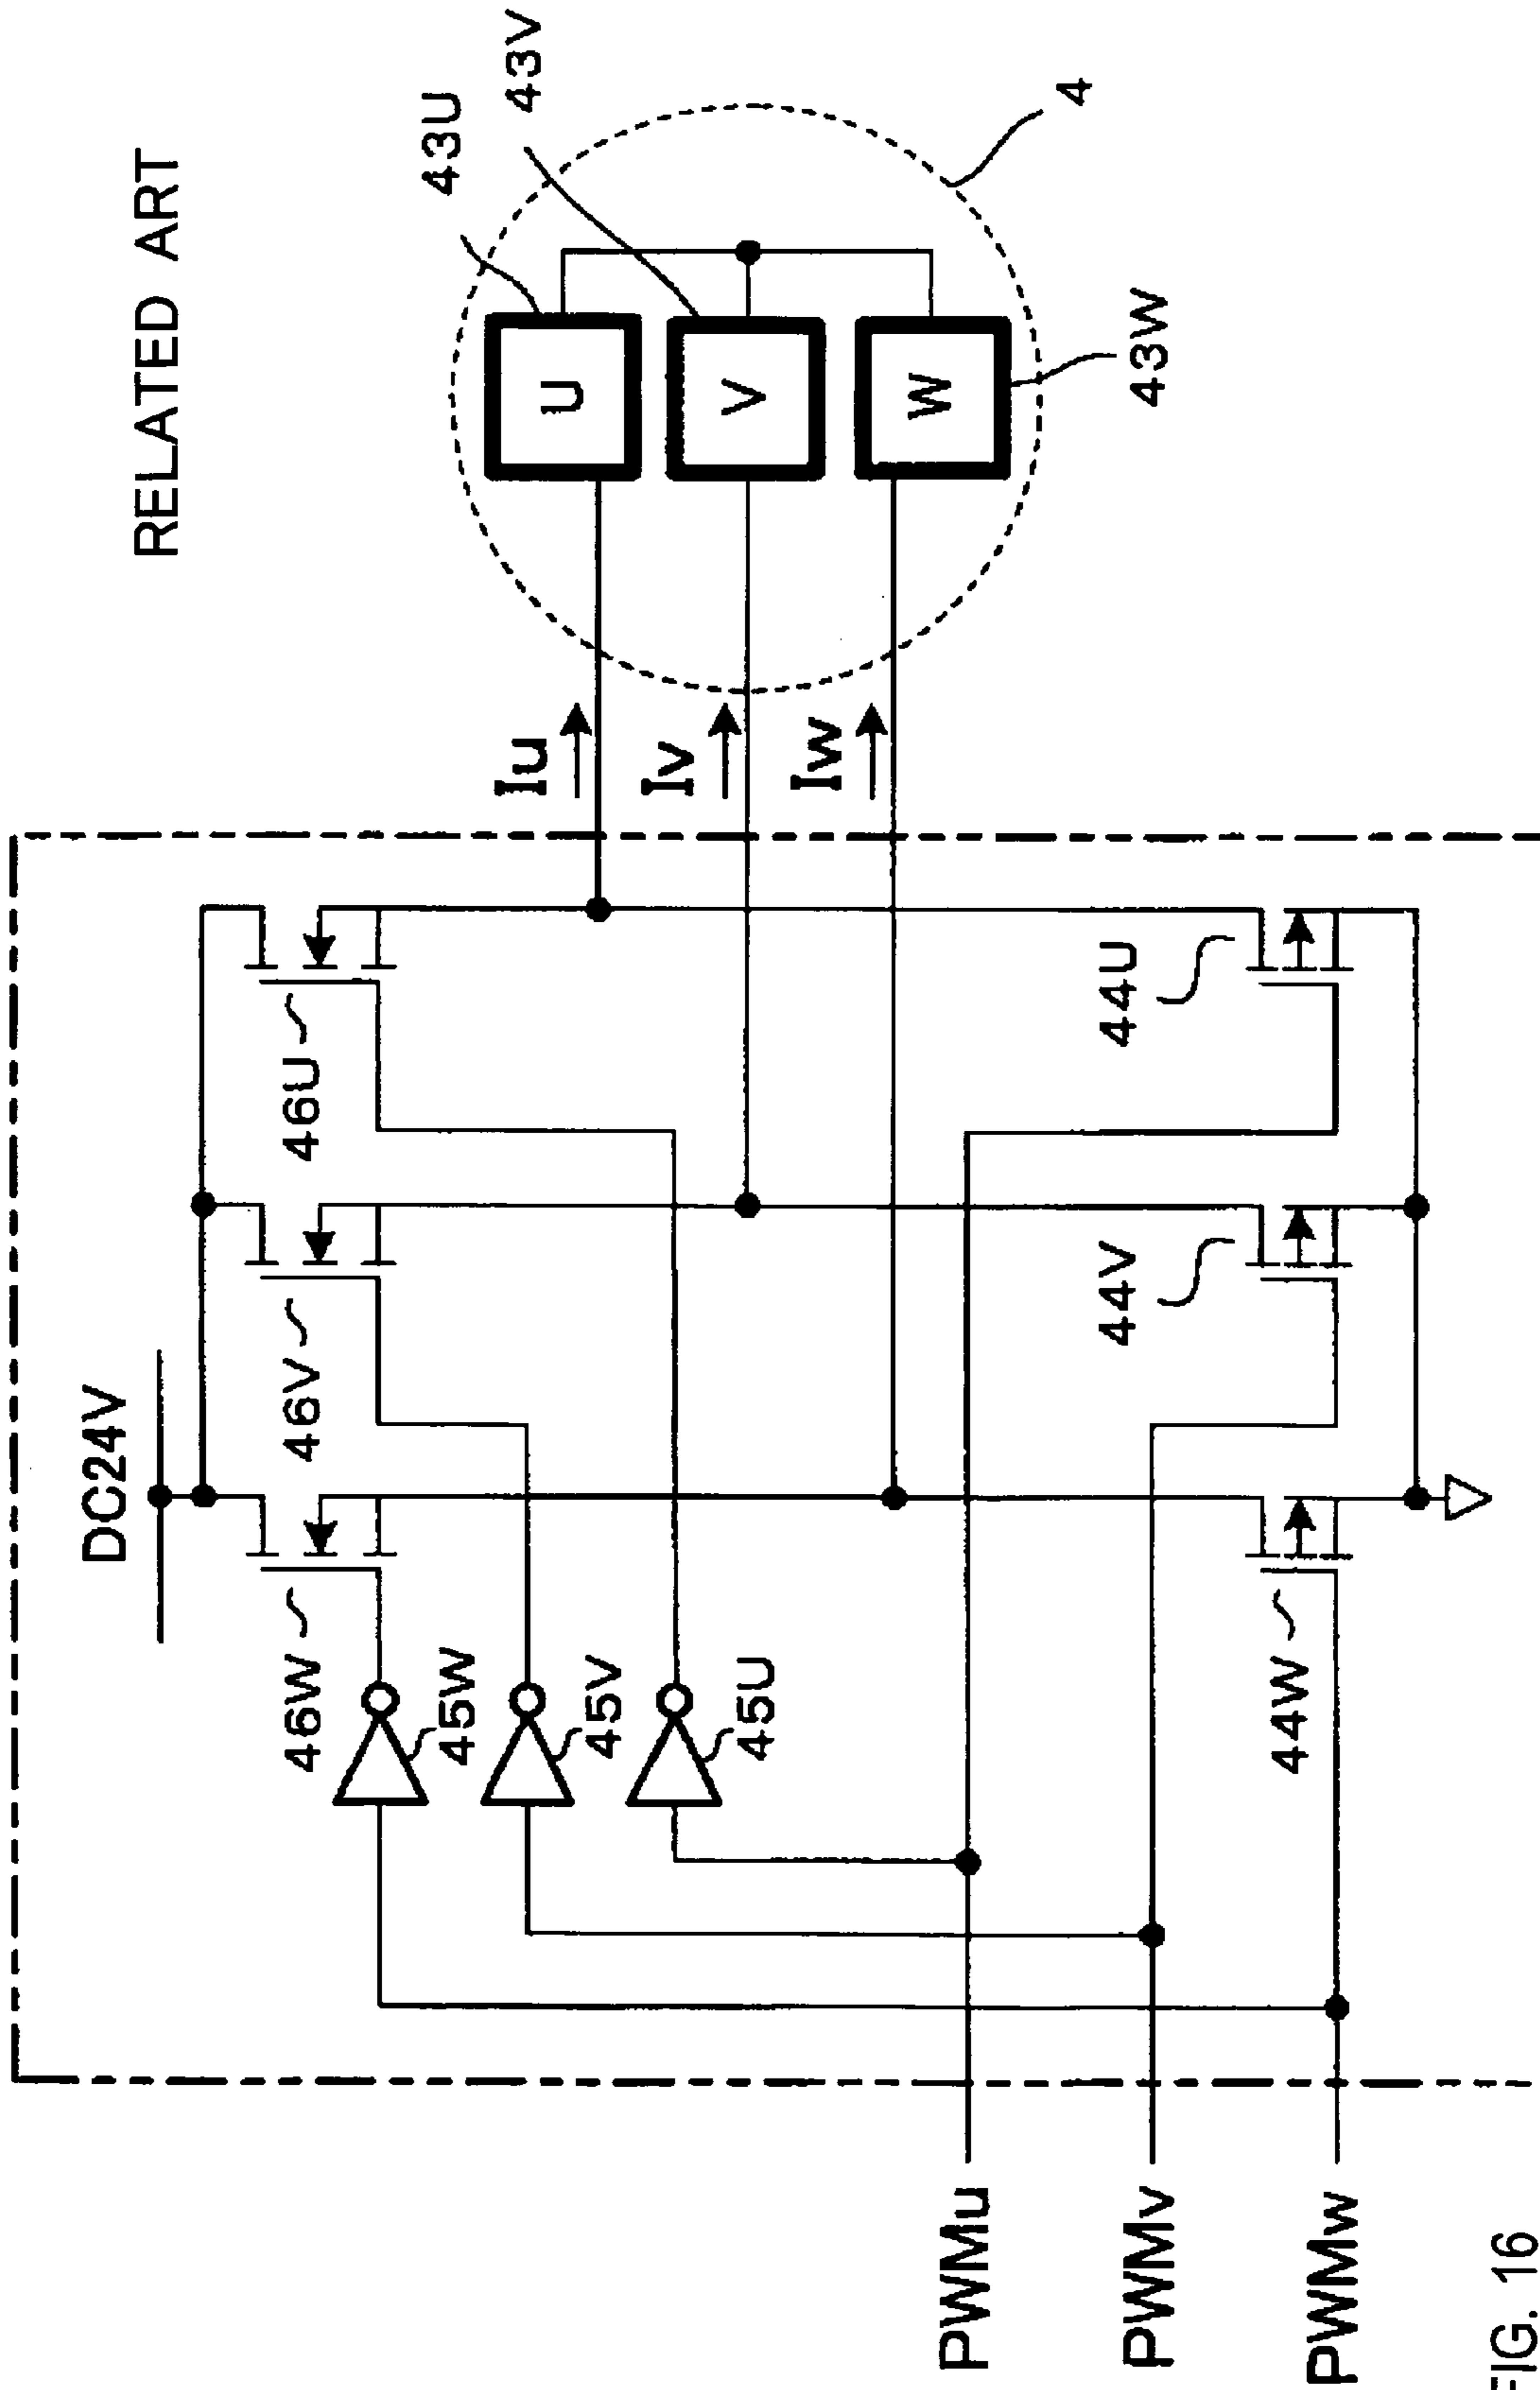 RELATED ART
DC24V
46W
46V
46U
45W
45V
45U
44W
44V
44U
Iu
Iv
Iw
43U
43V
43W
U
V
W
4
PWMu
PWMv
PWMw
FIG. 16